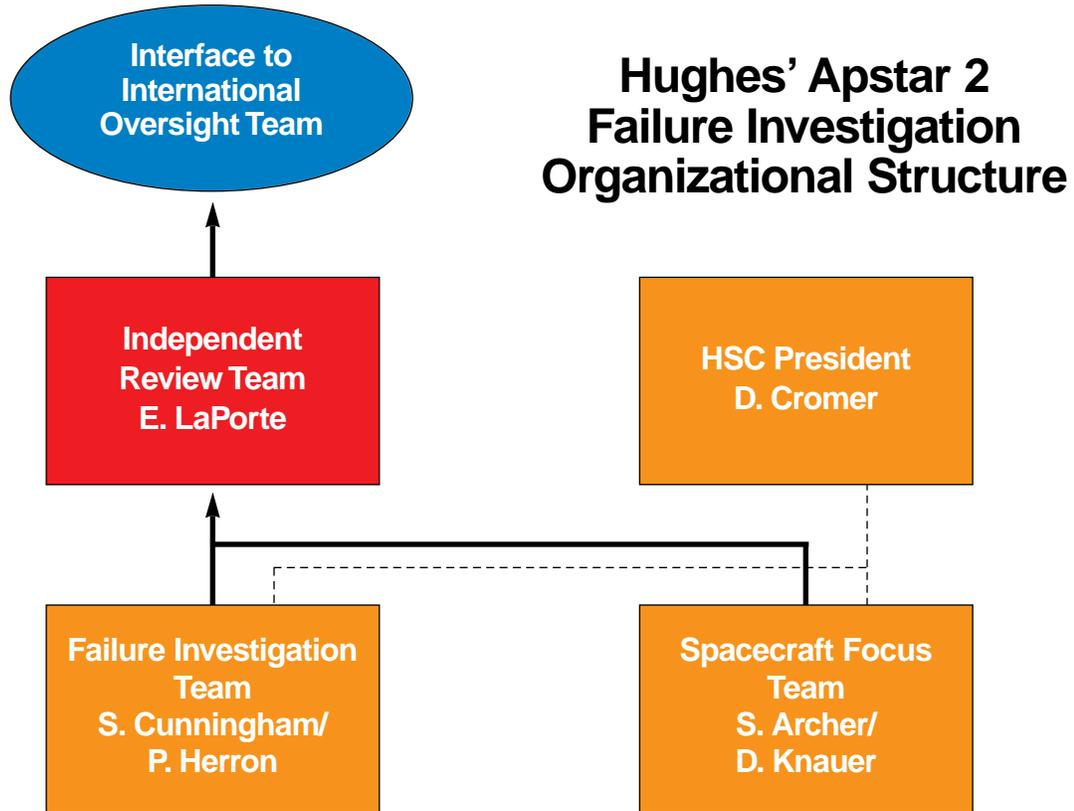 Interface to
International
Oversight Team
Hughes’ Apstar 2
Failure Investigation
Organizational Structure
Independent
Review Team
E. LaPorte
HSC President
D. Cromer
Failure Investigation
Team
S. Cunningham/
P. Herron
Spacecraft Focus
Team
S. Archer/
D. Knauer